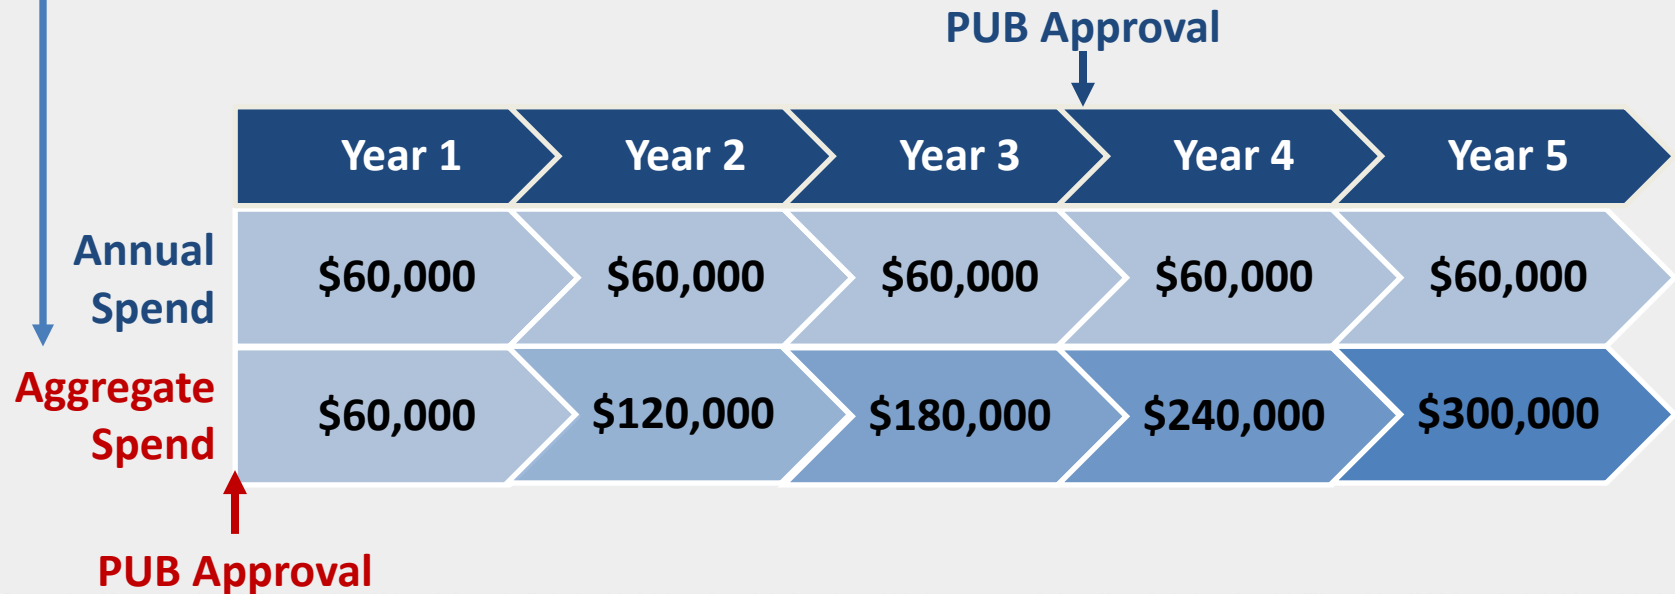 PUB Approval
Year 1 Year 2 Year 3 Year 4 Year 5
Annual
Spend
$60,000 $60,000 $60,000 $60,000 $60,000
Aggregate
Spend
$60,000 $120,000 $180,000 $240,000 $300,000
PUB Approval